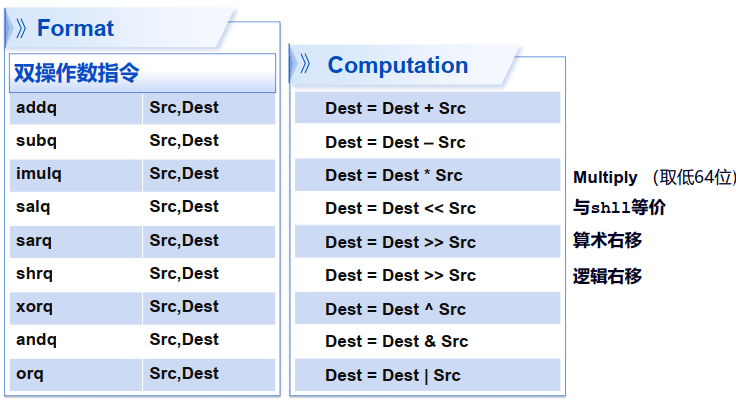 》 Format
双操作数指令
addq Src,Dest
subq Src,Dest
imulq Src,Dest
salq Src,Dest
sarq Src,Dest
shrq Src,Dest
xorq Src,Dest
andq Src,Dest
orq Src,Dest
》 Computation
Dest = Dest + Src
Dest = Dest – Src
Dest = Dest * Src Multiply （取低64位)
Dest = Dest << Src 与shll等价
Dest = Dest >> Src 算术右移
Dest = Dest >> Src 逻辑右移
Dest = Dest ^ Src
Dest = Dest & Src
Dest = Dest | Src